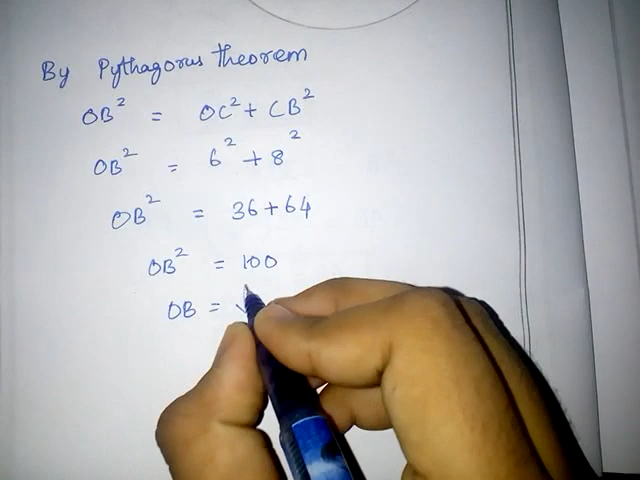 By Pythagorus theorem
OB² = OC² + CB²
OB² = 6² + 8²
OB² = 36 + 64
OB² = 100
OB = √